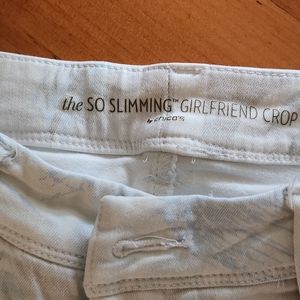 the SO SLIMMING™ GIRLFRIEND CROP
by chico's